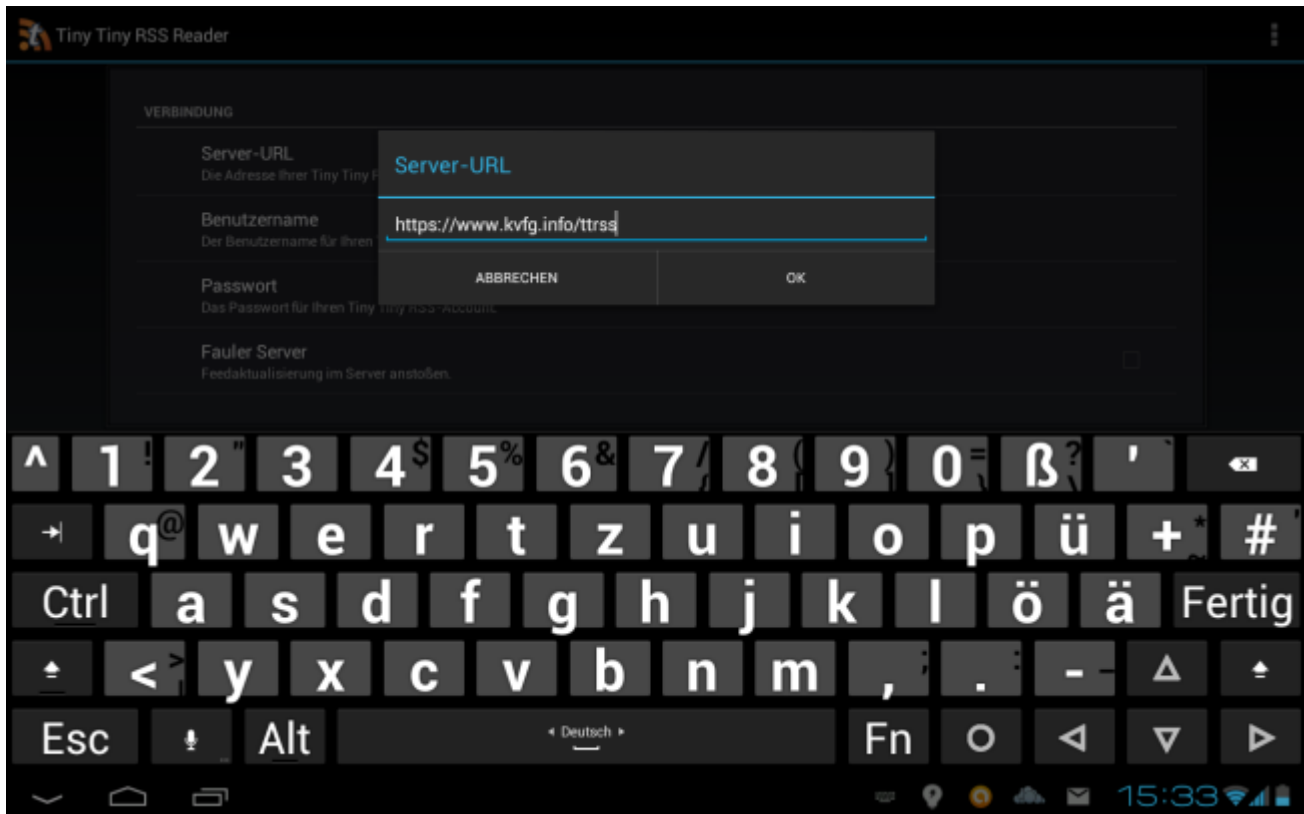 Tiny Tiny RSS Reader
VERBINDUNG
Server-URL
Die Adresse Ihrer Tiny Tiny
Server-URL
https://www.kvfg.info/ttrss
ABBRECHEN
OK
Benutzername
Der Benutzername für Ihren
Passwort
Das Passwort für Ihren Tiny Tiny RSS-Account.
Fauler Server
Feedaktualisierung im Server anstoßen.
^ 1 ! 2 " 3 4 $ 5 % 6 & 7 / { 8 ( [ 9 ) ] 0 = } ß ? \ ' `
q @ w e r t z u i o p ü + * ~ # '
Ctrl a s d f g h j k l ö ä Fertig
< > | y x c v b n m , ; . : - _
Esc Alt Deutsch Fn
15:33